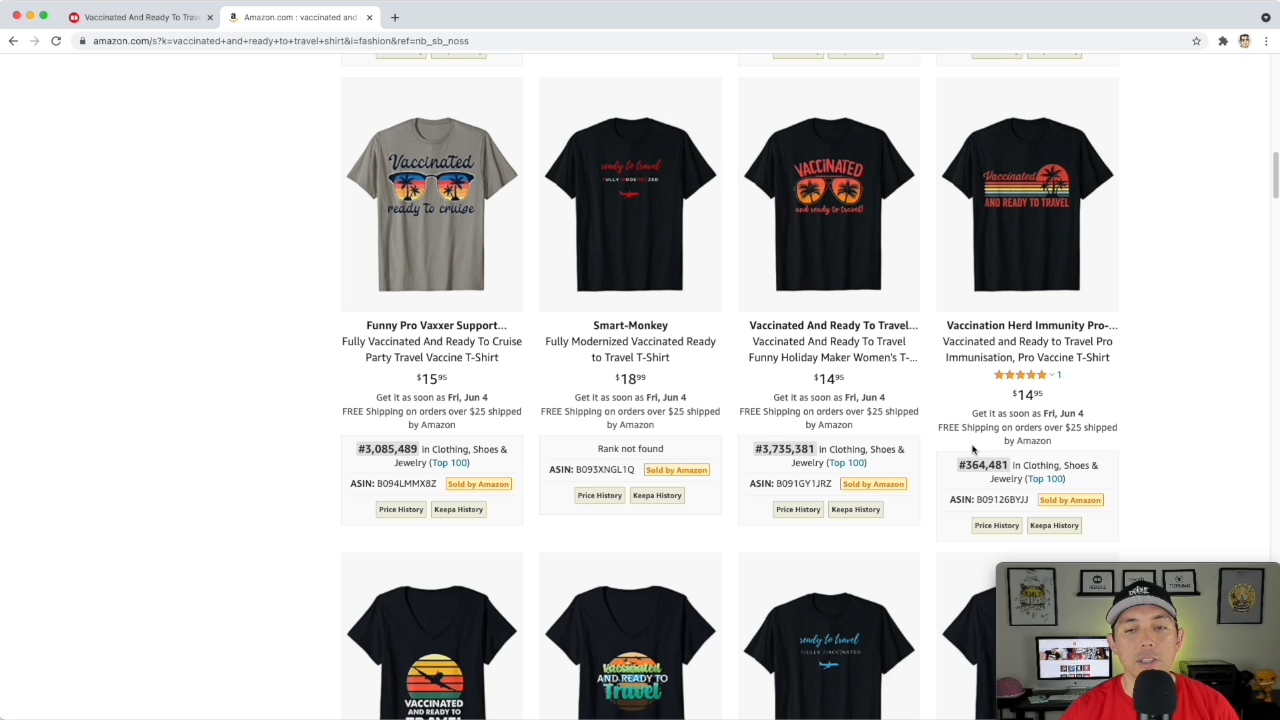 Vaccinated And Ready To Trav
Amazon.com : vaccinated and
amazon.com/s?k=vaccinated+and+ready+to+travel+shirt&i=fashion&ref=nb_sb_noss
Vaccinated
ready to cruise
ready to travel
FULLY MODERNIZED
VACCINATED
and ready to travel!
Vaccinated
AND READY TO TRAVEL
Funny Pro Vaxxer Support...
Fully Vaccinated And Ready To Cruise
Party Travel Vaccine T-Shirt
$1595
Get it as soon as Fri, Jun 4
FREE Shipping on orders over $25 shipped
by Amazon
#3,085,489 in Clothing, Shoes &
Jewelry (Top 100)
ASIN: B094LMMX8Z Sold by Amazon
Price History Keepa History
Smart-Monkey
Fully Modernized Vaccinated Ready
to Travel T-Shirt
$1899
Get it as soon as Fri, Jun 4
FREE Shipping on orders over $25 shipped
by Amazon
Rank not found
ASIN: B093XNGL1Q Sold by Amazon
Price History Keepa History
Vaccinated And Ready To Travel...
Vaccinated And Ready To Travel
Funny Holiday Maker Women's T-...
$1495
Get it as soon as Fri, Jun 4
FREE Shipping on orders over $25 shipped
by Amazon
#3,735,381 in Clothing, Shoes &
Jewelry (Top 100)
ASIN: B091GY1JRZ Sold by Amazon
Price History Keepa History
Vaccination Herd Immunity Pro-...
Vaccinated and Ready to Travel Pro
Immunisation, Pro Vaccine T-Shirt
1
$1495
Get it as soon as Fri, Jun 4
FREE Shipping on orders over $25 shipped
by Amazon
#364,481 in Clothing, Shoes &
Jewelry (Top 100)
ASIN: B09126BYJJ Sold by Amazon
Price History Keepa History
VACCINATED
AND READY TO
TRAVEL
Vaccinated
AND READY TO
Travel
ready to travel
FULLY VACCINATED